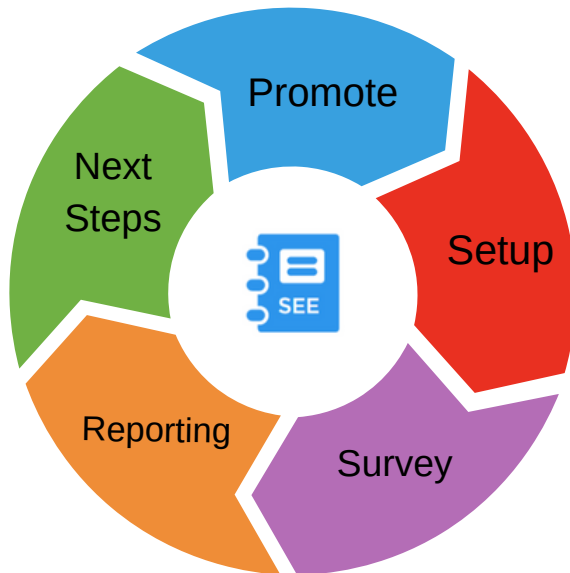 Promote
Setup
Survey
Reporting
Next
Steps
SEE